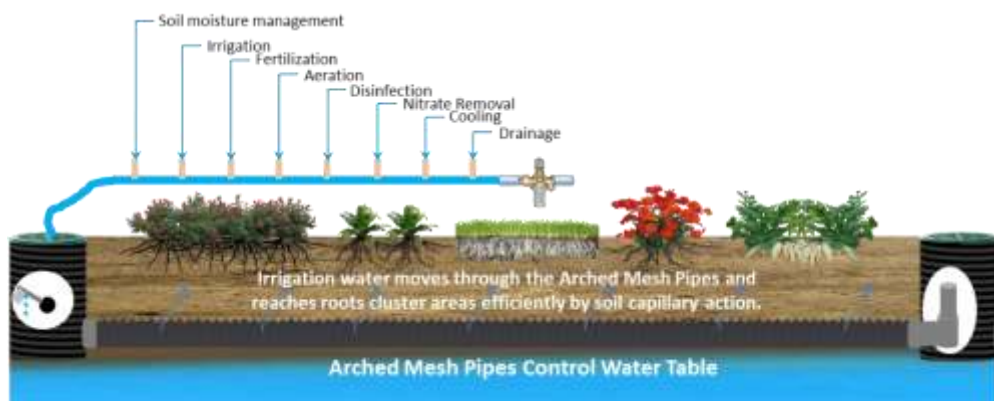 Soil moisture management
Irrigation
Fertilization
Aeration
Disinfection
Nitrate Removal
Cooling
Drainage
Irrigation water moves through the Arched Mesh Pipes and
reaches roots cluster areas efficiently by soil capillary action.
Arched Mesh Pipes Control Water Table